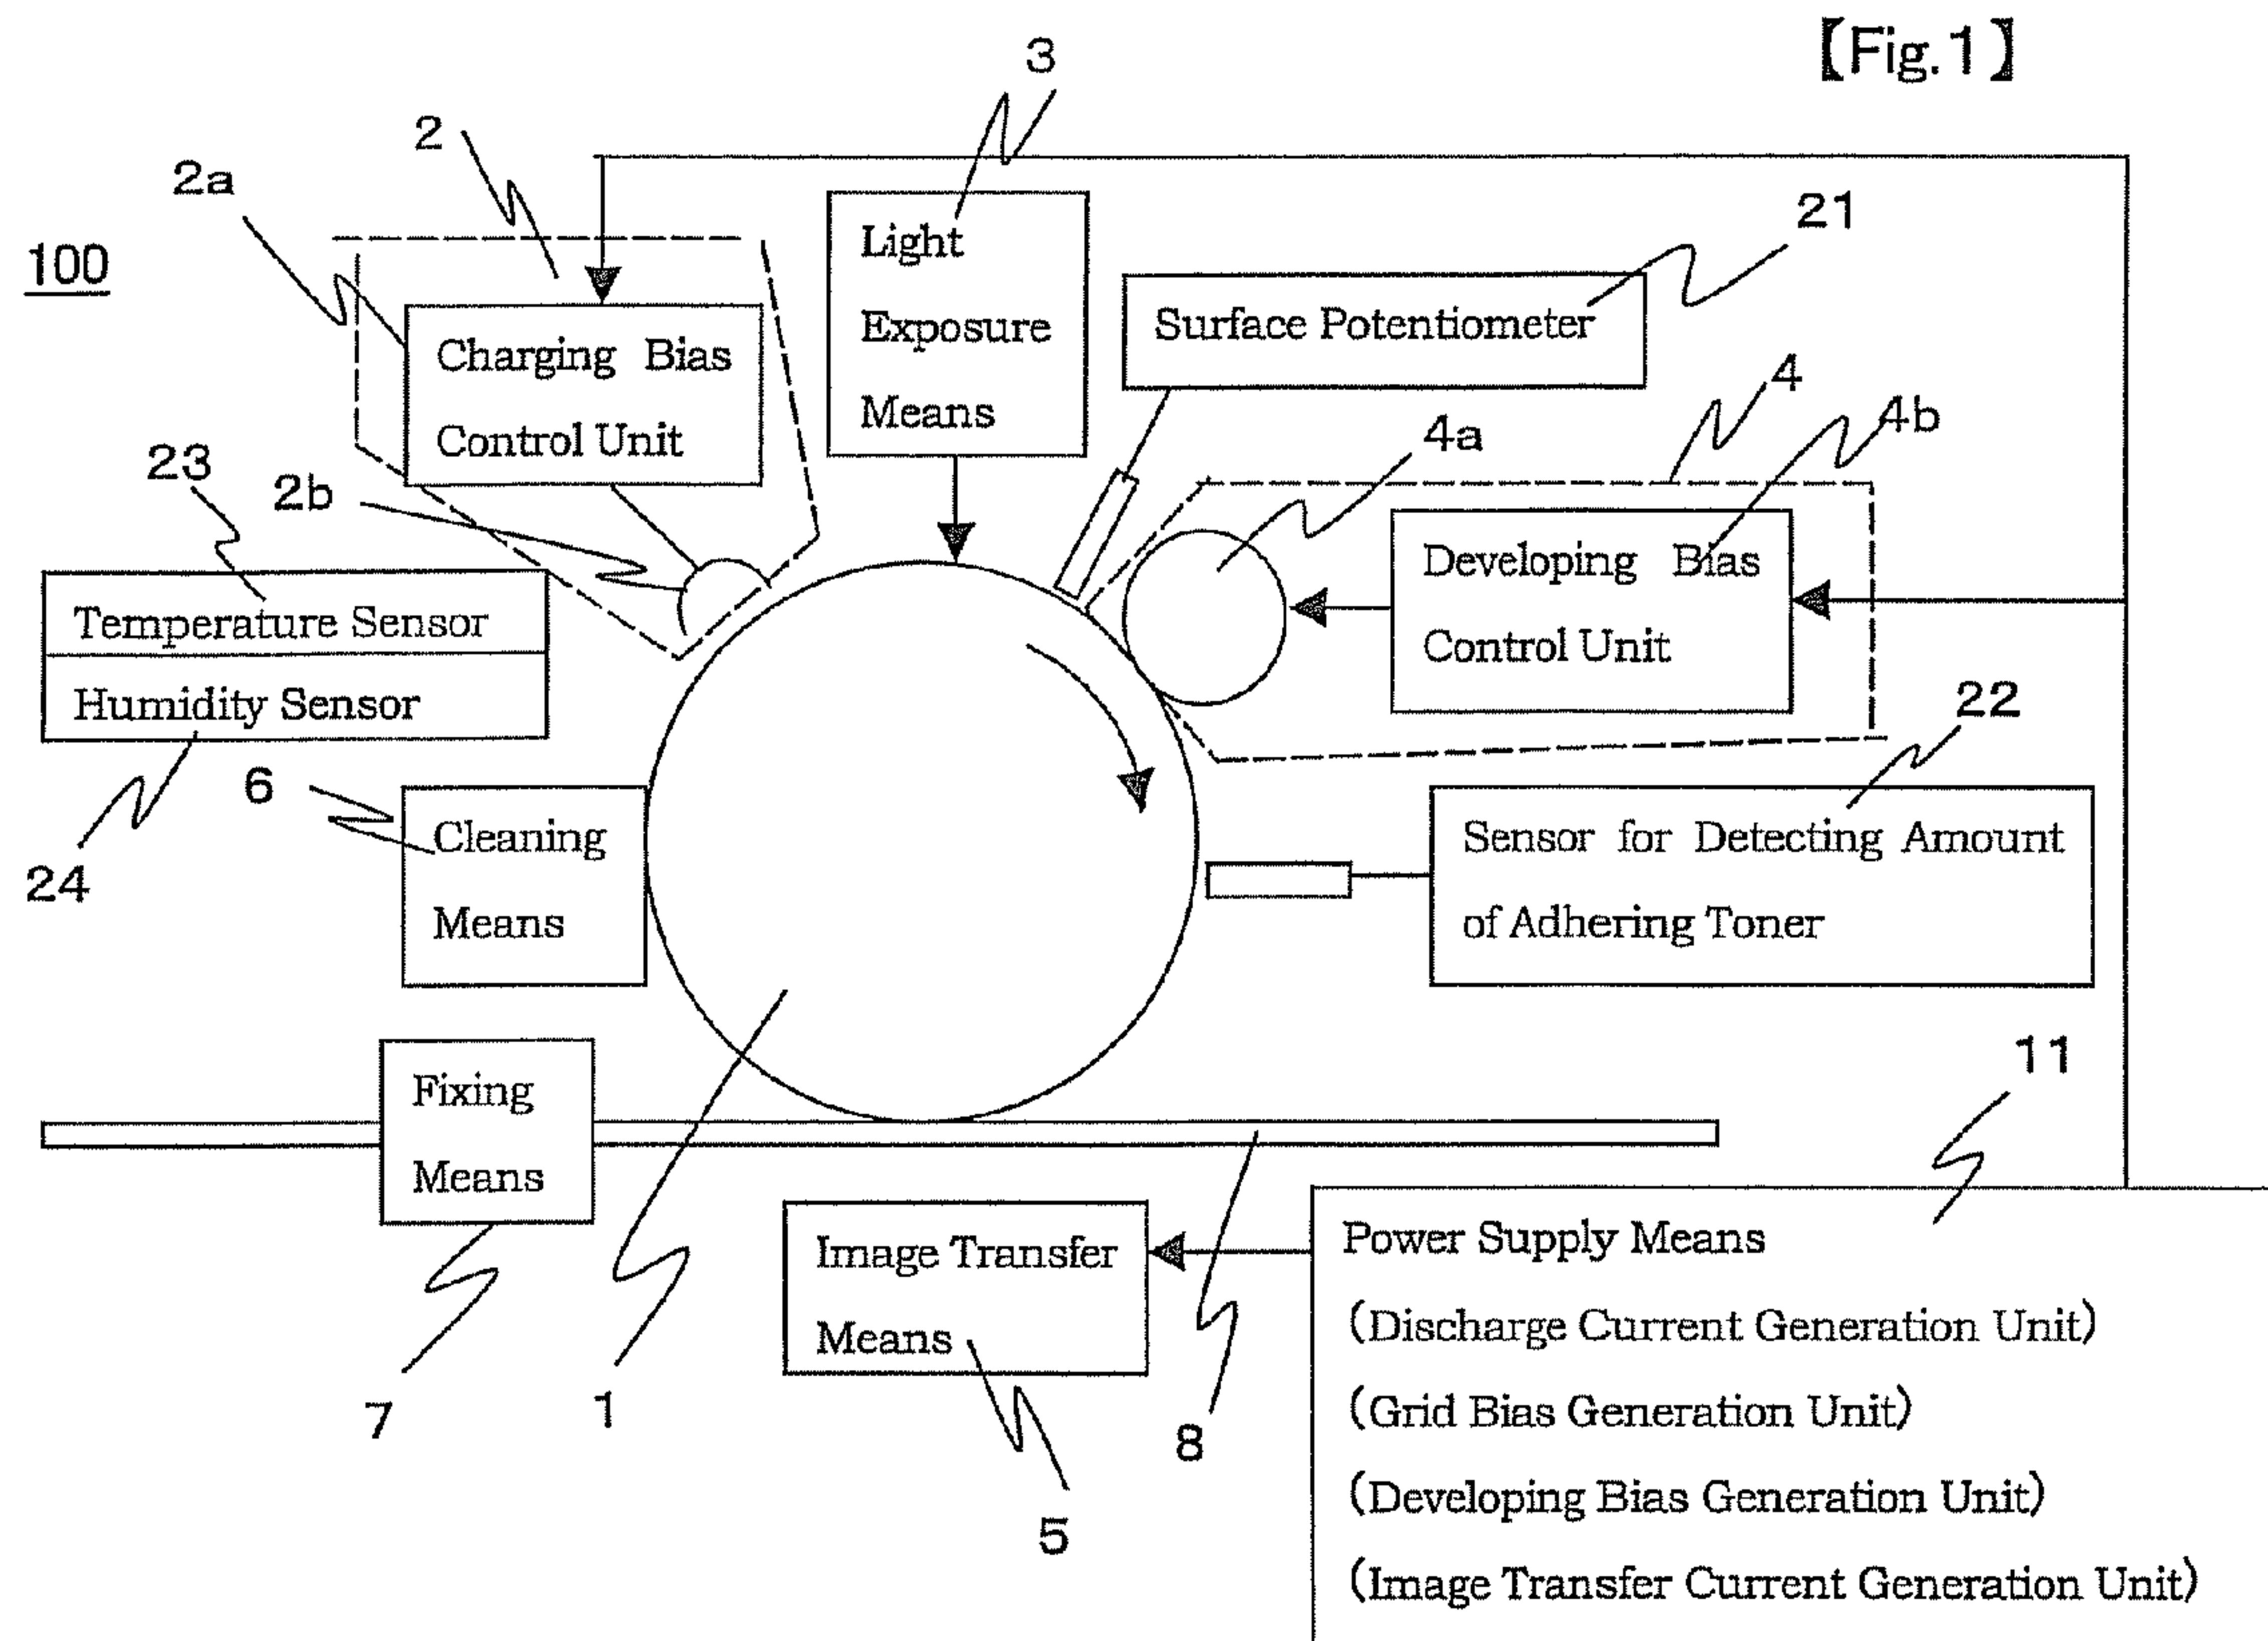 【Fig.1】
3
2
2a
21
100
Light
Exposure
Means
Surface Potentiometer
Charging Bias
Control Unit
4
4b
4a
23
2b
Developing Bias
Control Unit
Temperature Sensor
Humidity Sensor
22
6
24
Cleaning
Means
Sensor for Detecting Amount
of Adhering Toner
11
Fixing
Means
Image Transfer
Means
Power Supply Means
(Discharge Current Generation Unit)
(Grid Bias Generation Unit)
(Developing Bias Generation Unit)
(Image Transfer Current Generation Unit)
7
1
8
5